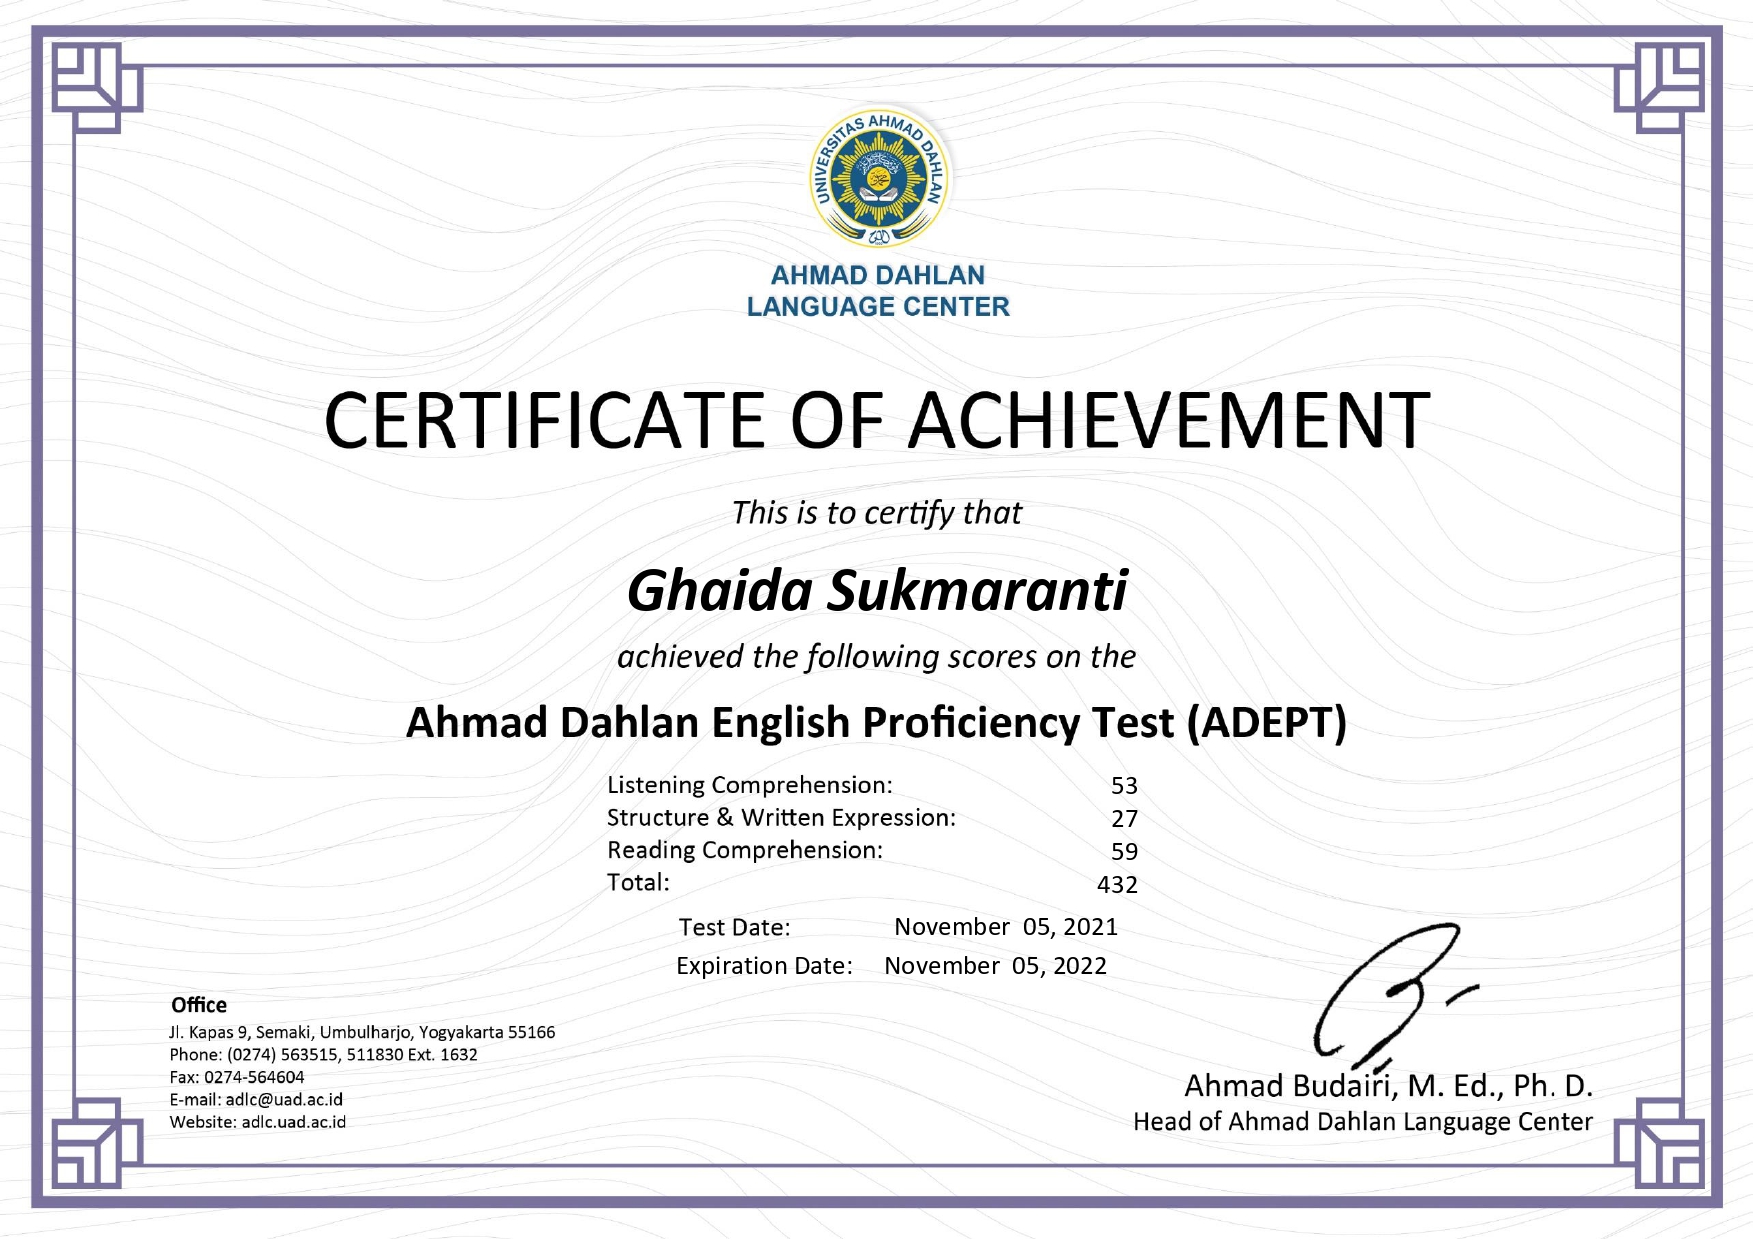 UNIVERSITAS AHMAD DAHLAN
AHMAD DAHLAN
LANGUAGE CENTER
CERTIFICATE OF ACHIEVEMENT
This is to certify that
Ghaida Sukmaranti
achieved the following scores on the
Ahmad Dahlan English Proficiency Test (ADEPT)
Listening Comprehension: 53
Structure & Written Expression: 27
Reading Comprehension: 59
Total: 432
Test Date: November 05, 2021
Expiration Date: November 05, 2022
Office
Jl. Kapas 9, Semaki, Umbulharjo, Yogyakarta 55166
Phone: (0274) 563515, 511830 Ext. 1632
Fax: 0274-564604
E-mail: adlc@uad.ac.id
Website: adlc.uad.ac.id
Ahmad Budairi, M. Ed., Ph. D.
Head of Ahmad Dahlan Language Center